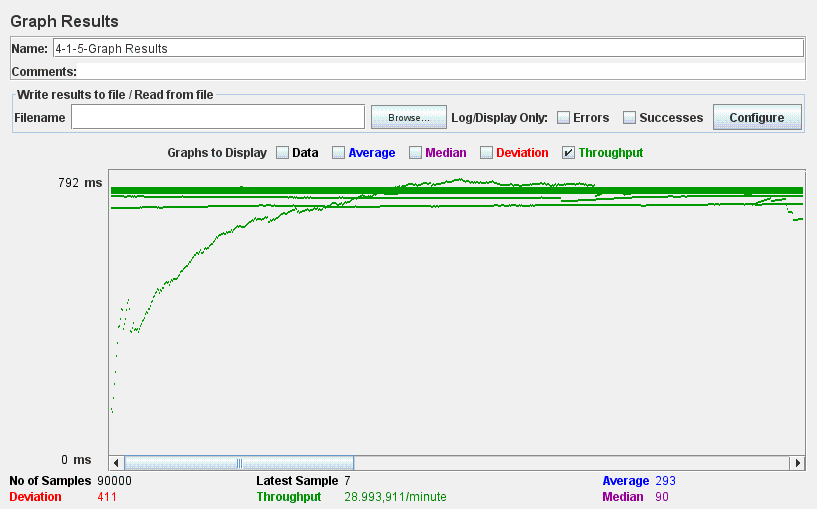 Graph Results
Name: 4-1-5-Graph Results
Comments:
Write results to file / Read from file
Filename Browse... Log/Display Only: Errors Successes Configure
Graphs to Display Data Average Median Deviation Throughput
792 ms
0 ms
No of Samples 90000 Latest Sample 7 Average 293
Deviation 411 Throughput 28.993,911/minute Median 90